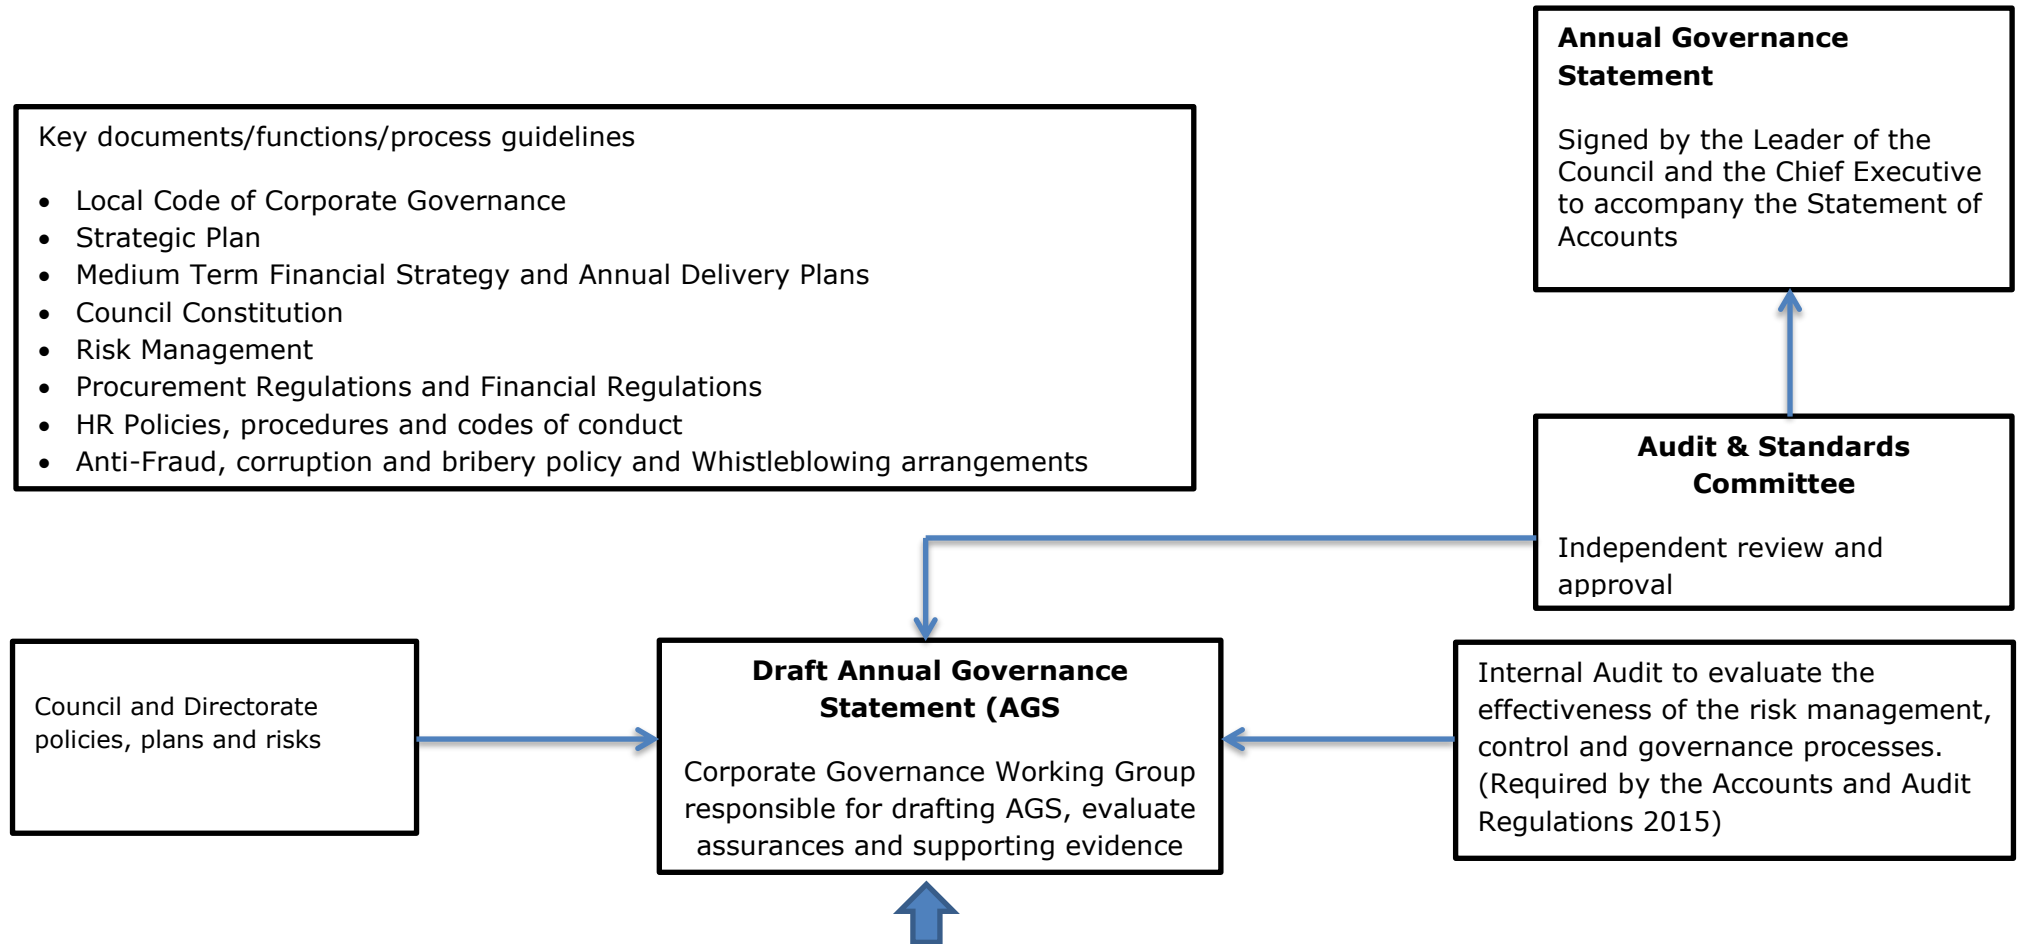 Annual Governance
Statement
Signed by the Leader of the
Council and the Chief Executive
to accompany the Statement of
Accounts
Key documents/functions/process guidelines
• Local Code of Corporate Governance
• Strategic Plan
• Medium Term Financial Strategy and Annual Delivery Plans
• Council Constitution
• Risk Management
• Procurement Regulations and Financial Regulations
• HR Policies, procedures and codes of conduct
• Anti-Fraud, corruption and bribery policy and Whistleblowing arrangements
Audit & Standards
Committee
Independent review and
approval
Council and Directorate
policies, plans and risks
Draft Annual Governance
Statement (AGS
Corporate Governance Working Group
responsible for drafting AGS, evaluate
assurances and supporting evidence
Internal Audit to evaluate the
effectiveness of the risk management,
control and governance processes.
(Required by the Accounts and Audit
Regulations 2015)